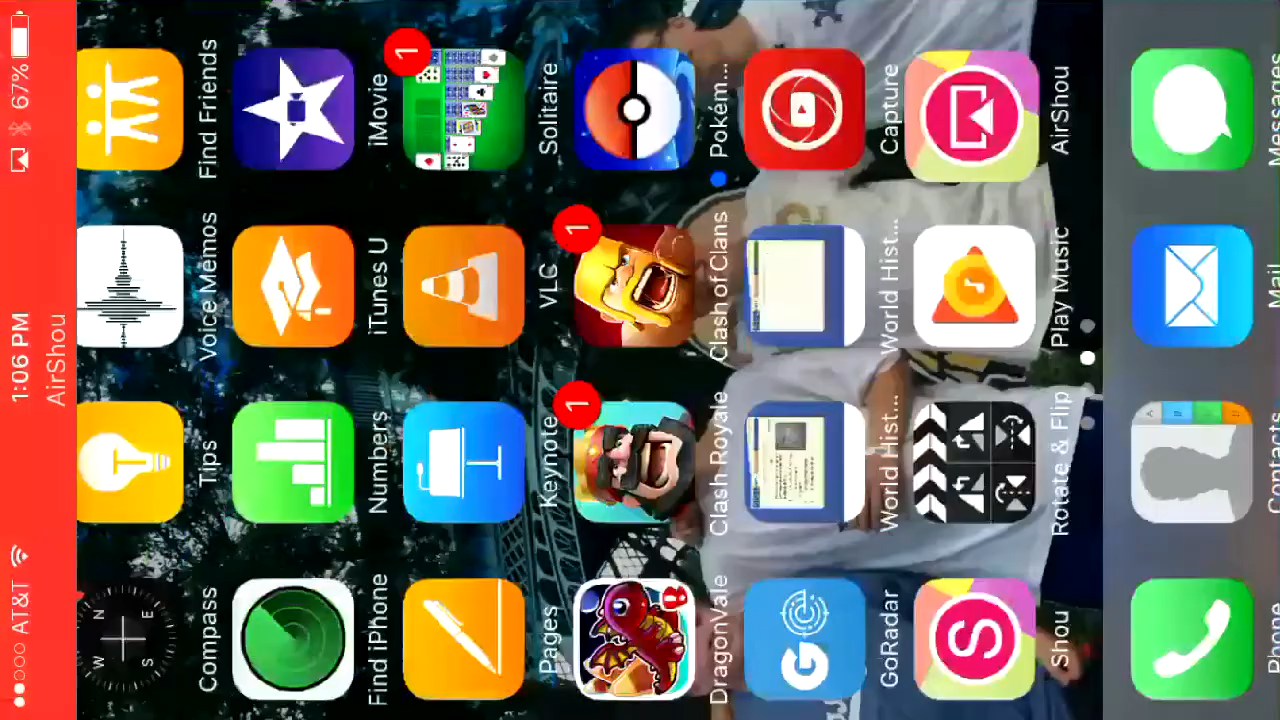 AT&T 1:06 PM 67%
AirShou
N
W E
S
Compass Tips Voice Memos Find Friends
Find iPhone Numbers iTunes U iMovie
1
Pages Keynote VLC Solitaire
1 1
DragonVale Clash Royale Clash of Clans Pokém...
G
GoRadar World Hist... World Hist... Capture
S
Shou Rotate & Flip Play Music AirShou
Phone Contacts Mail Messages